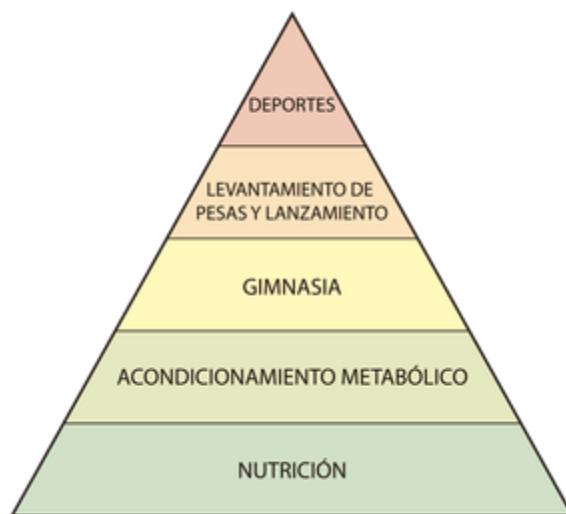 DEPORTES
LEVANTAMIENTO DE
PESAS Y LANZAMIENTO
GIMNASIA
ACONDICIONAMIENTO METABÓLICO
NUTRICIÓN